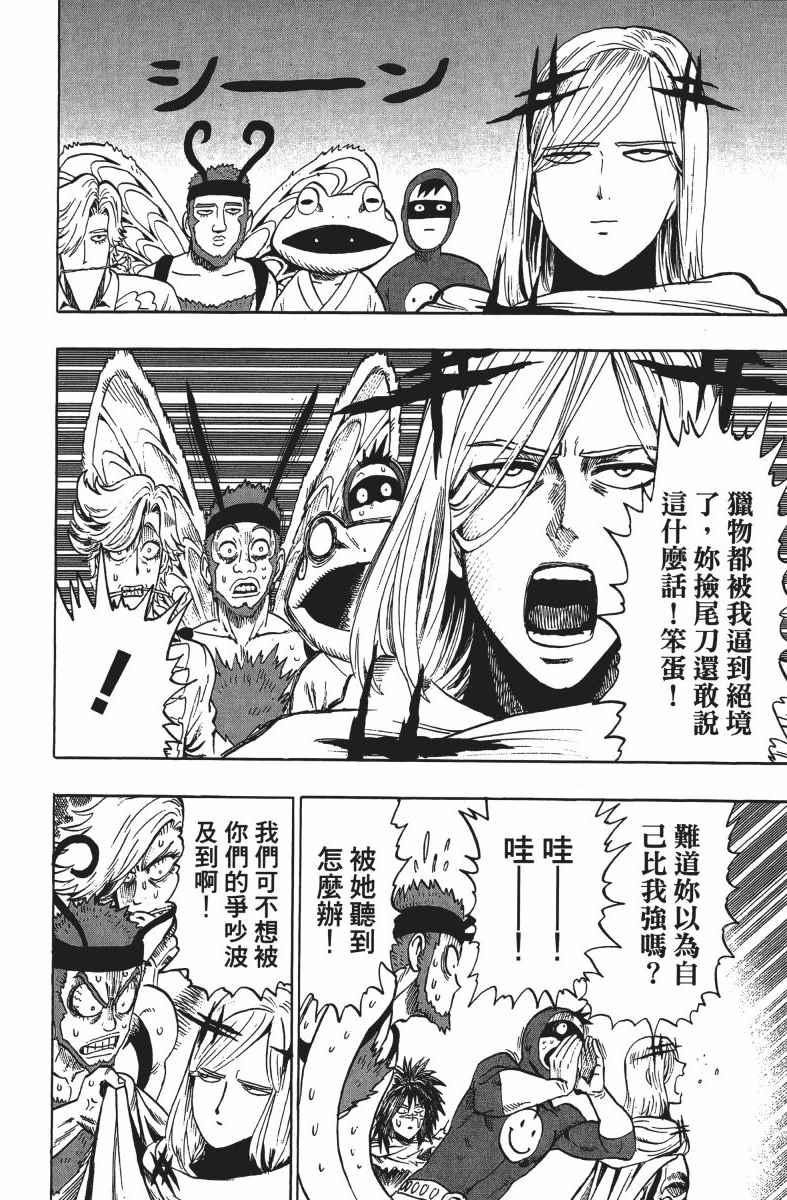 シーーン
獵物都被我逼到絕境
了，妳撿尾刀還敢說
這什麼話！笨蛋！
！
難道妳以為自
己比我強嗎？
哇——！
哇——！
被她聽到
怎麼辦！
我們可不想被
你們的爭吵波
及到啊！